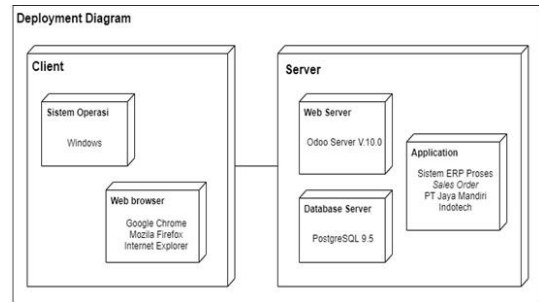 Deployment Diagram
Client
Sistem Operasi
Windows
Web browser
Google Chrome
Mozila Firefox
Internet Explorer
Server
Web Server
Odoo Server V.10.0
Database Server
PostgreSQL 9.5
Application
Sistem ERP Proses
Sales Order
PT Jaya Mandiri
Indotech